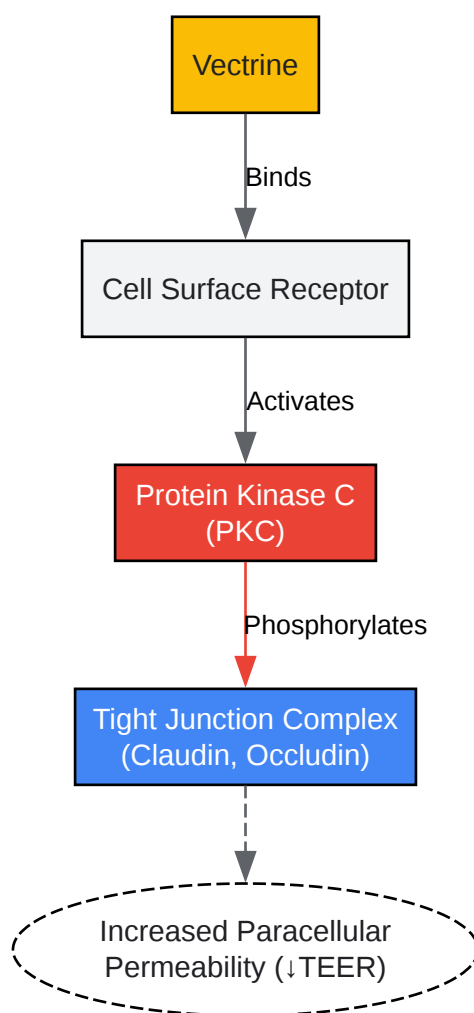 Vectrine
Binds
Cell Surface Receptor
Activates
Protein Kinase C
(PKC)
Phosphorylates
Tight Junction Complex
(Claudin, Occludin)
Increased Paracellular
Permeability (↓TEER)